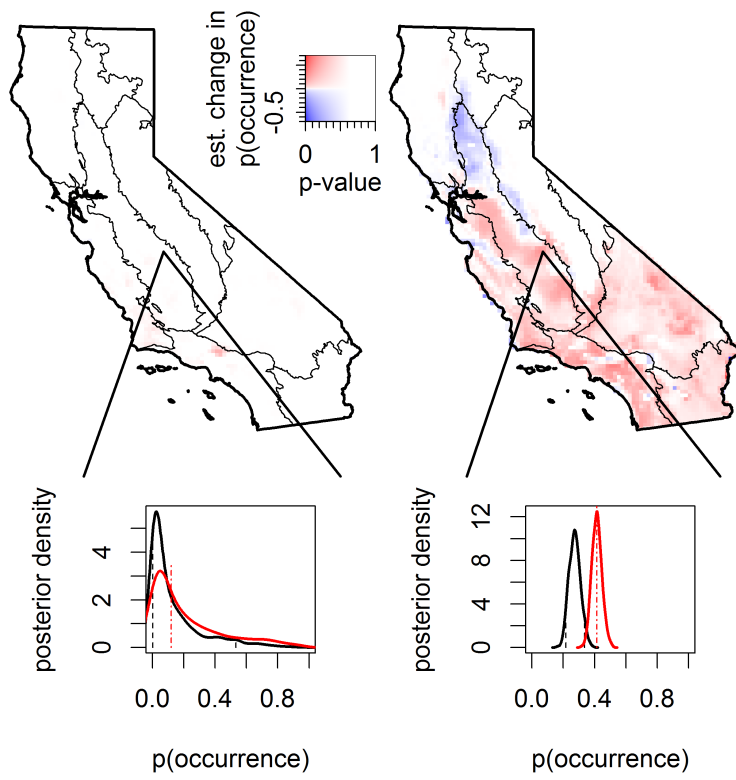 est. change in
p(occurrence)
-0.5
0 1
p-value
posterior density
0 2 4
0.0 0.4 0.8
p(occurrence)
posterior density
0 4 8 12
0.0 0.4 0.8
p(occurrence)